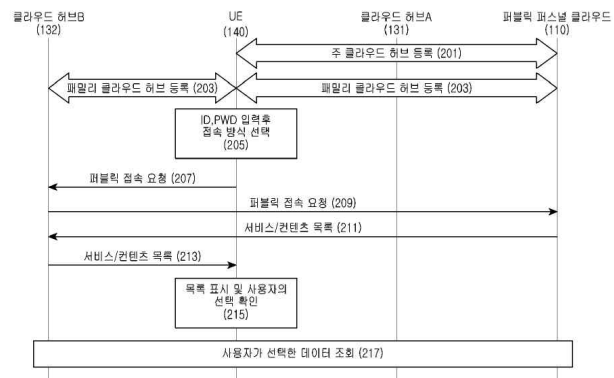 클라우드 허브B
(132)
UE
(140)
클라우드 허브A
(131)
퍼블릭 퍼스널 클라우드
(110)
주 클라우드 허브 등록 (201)
패밀리 클라우드 허브 등록 (203)
패밀리 클라우드 허브 등록 (203)
ID,PWD 입력후
접속 방식 선택
(205)
퍼블릭 접속 요청 (207)
퍼블릭 접속 요청 (209)
서비스/컨텐츠 목록 (211)
서비스/컨텐츠 목록 (213)
목록 표시 및 사용자의
선택 확인
(215)
사용자가 선택한 데이터 조회 (217)